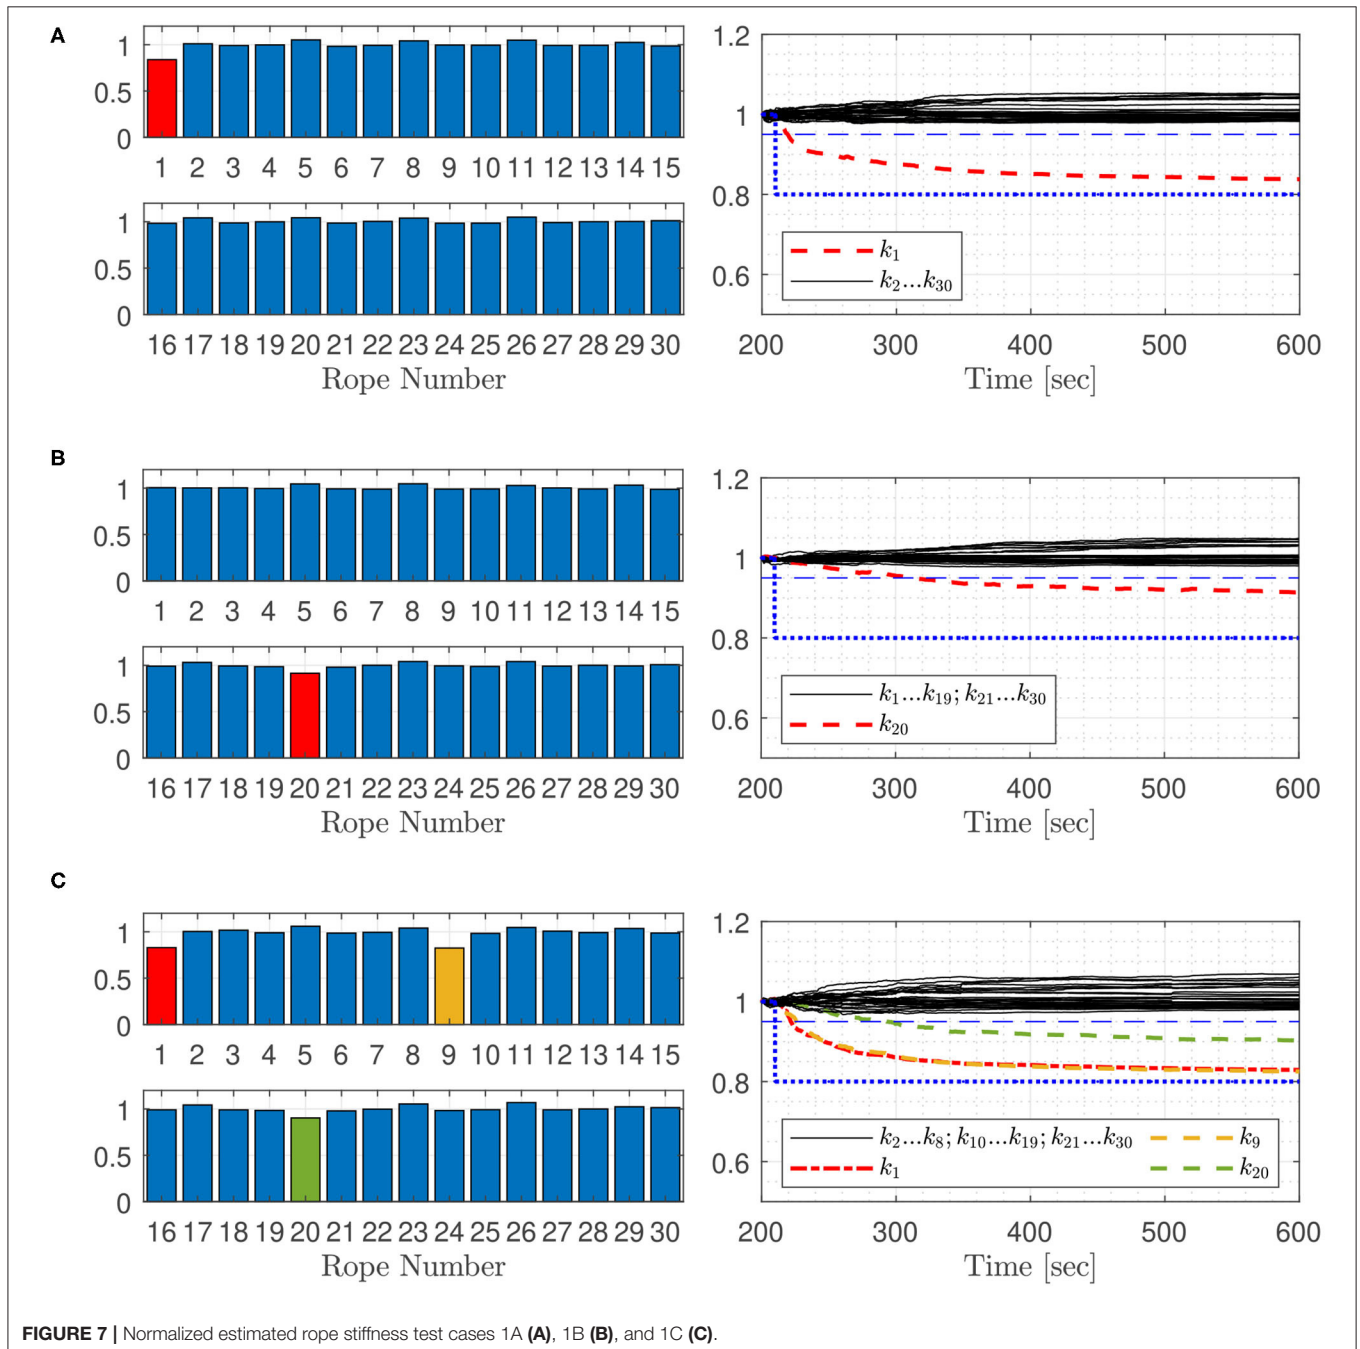 A
1
0.5
0
1 2 3 4 5 6 7 8 9 10 11 12 13 14 15
1
0.5
0
16 17 18 19 20 21 22 23 24 25 26 27 28 29 30
Rope Number
1.2
1
0.8
0.6
k₁
k₂...k₃₀
200 300 400 500 600
Time [sec]
B
1
0.5
0
1 2 3 4 5 6 7 8 9 10 11 12 13 14 15
1
0.5
0
16 17 18 19 20 21 22 23 24 25 26 27 28 29 30
Rope Number
1.2
1
0.8
0.6
k₁...k₁₉; k₂₁...k₃₀
k₂₀
200 300 400 500 600
Time [sec]
C
1
0.5
0
1 2 3 4 5 6 7 8 9 10 11 12 13 14 15
1
0.5
0
16 17 18 19 20 21 22 23 24 25 26 27 28 29 30
Rope Number
1.2
1
0.8
0.6
k₂...k₈; k₁₀...k₁₉; k₂₁...k₃₀ k₉
k₁ k₂₀
200 300 400 500 600
Time [sec]
FIGURE 7 | Normalized estimated rope stiffness test cases 1A (A), 1B (B), and 1C (C).